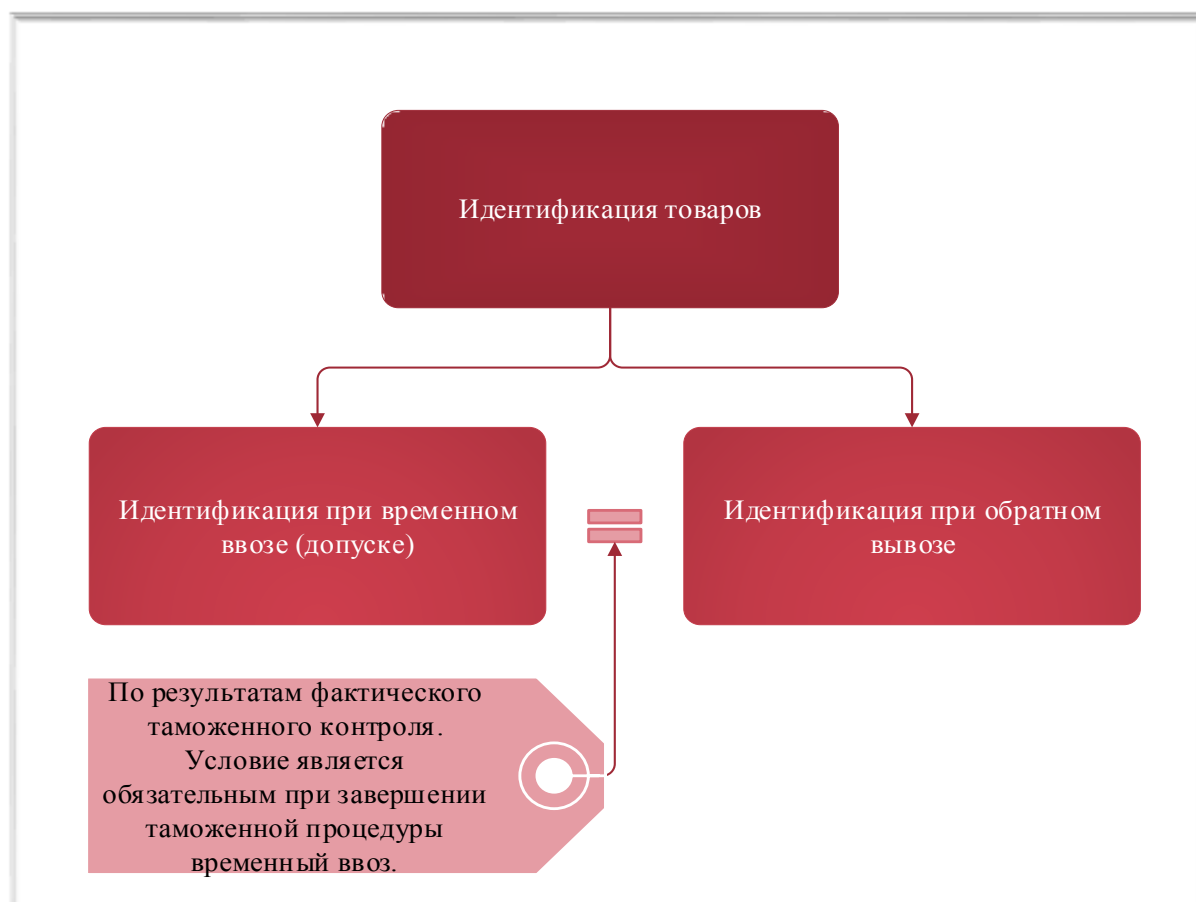 Идентификация товаров
Идентификация при временном
ввозе (допуске)
Идентификация при обратном
вывозе
По результатам фактического
таможенного контроля.
Условие является
обязательным при завершении
таможенной процедуры
временный ввоз.